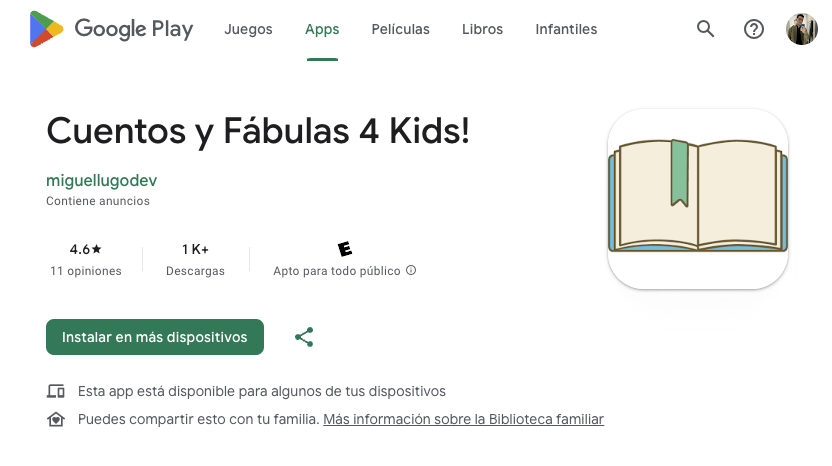 Google Play Juegos Apps Películas Libros Infantiles
Cuentos y Fábulas 4 Kids!
miguellugodev
Contiene anuncios
4.6★ 1 K+ E
11 opiniones Descargas Apto para todo público
Instalar en más dispositivos
Esta app está disponible para algunos de tus dispositivos
Puedes compartir esto con tu familia. Más información sobre la Biblioteca familiar